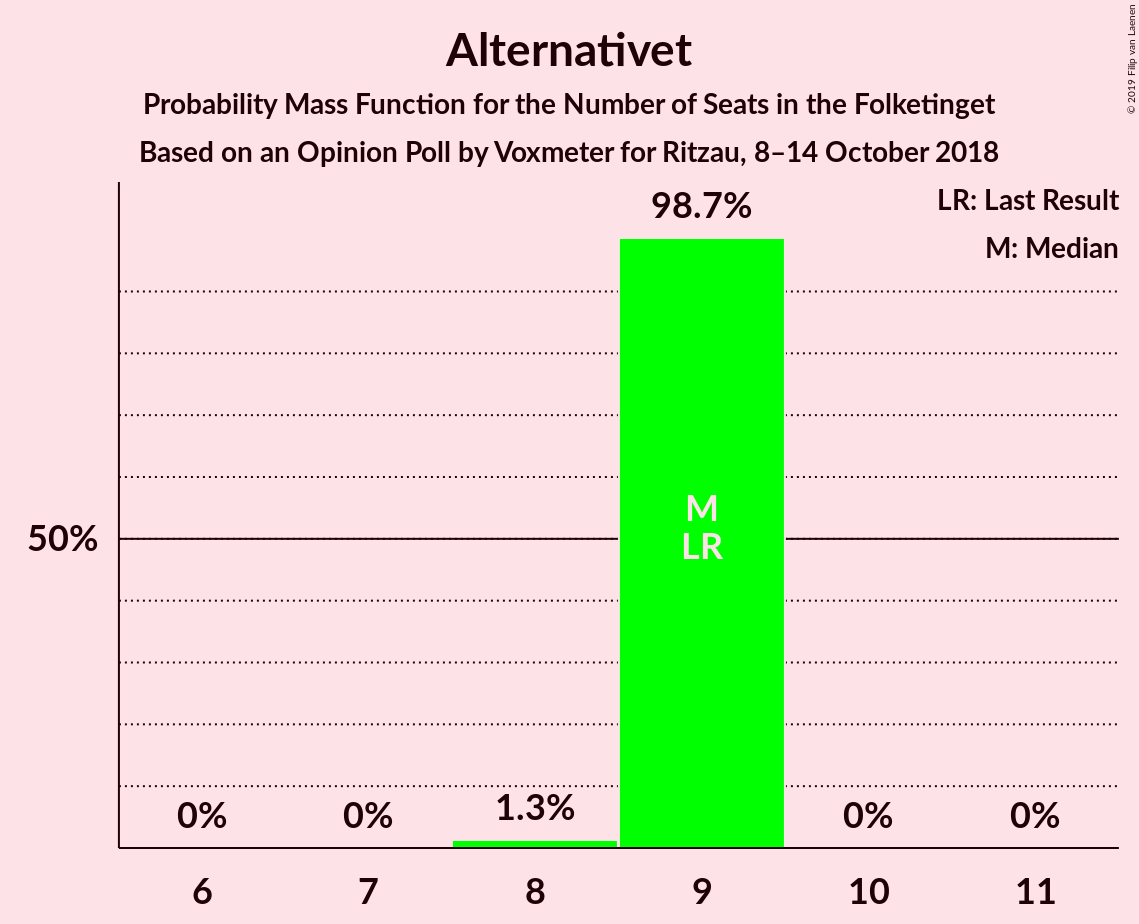 Alternativet
Probability Mass Function for the Number of Seats in the Folketinget
Based on an Opinion Poll by Voxmeter for Ritzau, 8–14 October 2018
© 2019 Filip van Laenen
LR: Last Result
M: Median
98.7%
M
LR
50%
0%
0%
1.3%
0%
0%
6
7
8
9
10
11